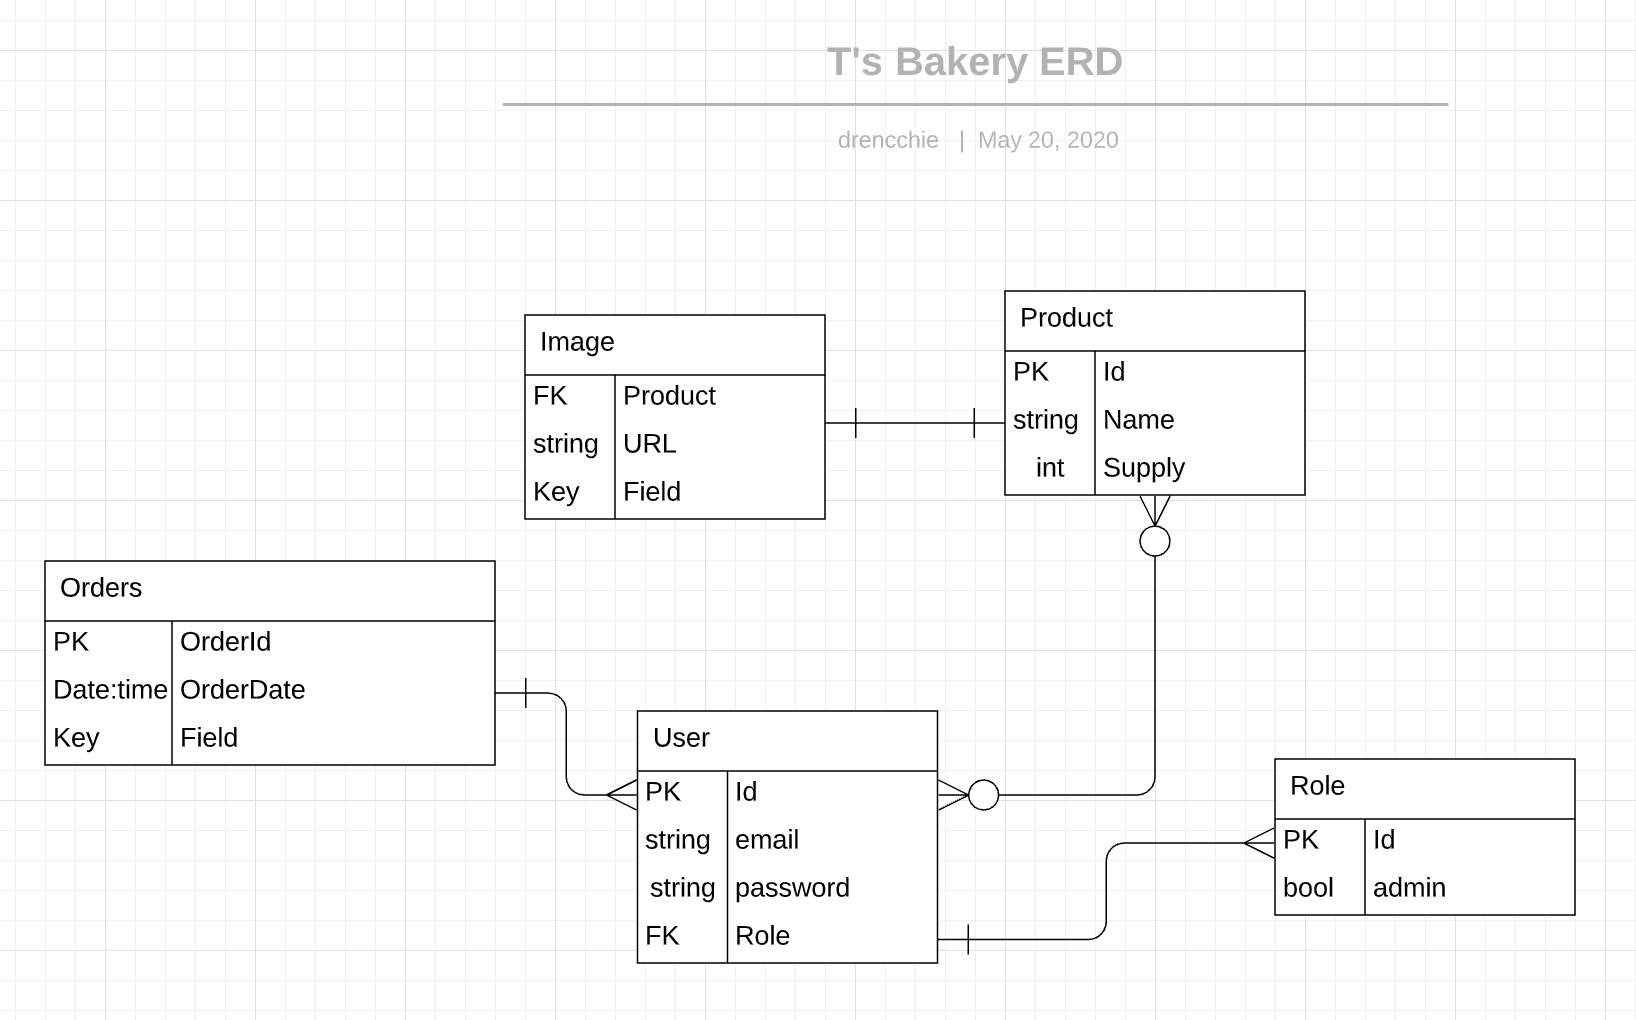 T's Bakery ERD
drencchie | May 20, 2020
Image
FK Product
string URL
Key Field
Product
PK Id
string Name
int Supply
Orders
PK OrderId
Date:time OrderDate
Key Field
User
PK Id
string email
string password
FK Role
Role
PK Id
bool admin